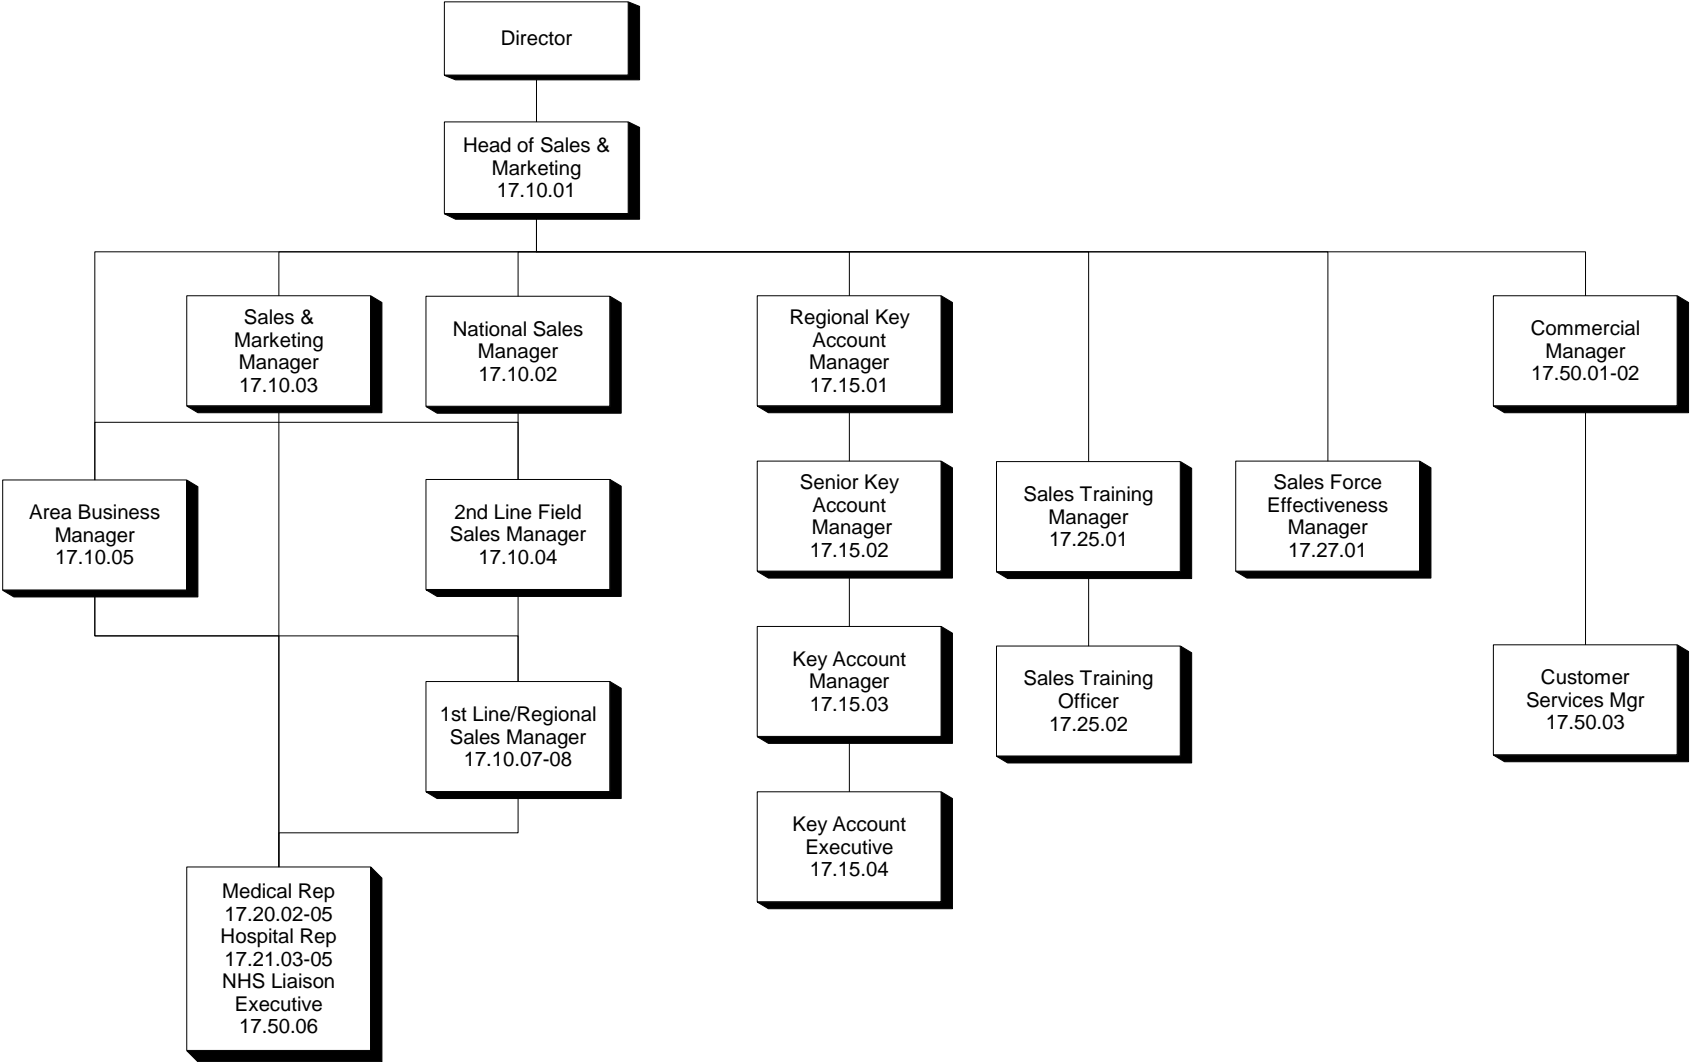 Director
Head of Sales &
Marketing
17.10.01
Sales &
Marketing
Manager
17.10.03
National Sales
Manager
17.10.02
Regional Key
Account
Manager
17.15.01
Commercial
Manager
17.50.01-02
Area Business
Manager
17.10.05
2nd Line Field
Sales Manager
17.10.04
Senior Key
Account
Manager
17.15.02
Sales Training
Manager
17.25.01
Sales Force
Effectiveness
Manager
17.27.01
Key Account
Manager
17.15.03
Sales Training
Officer
17.25.02
Customer
Services Mgr
17.50.03
1st Line/Regional
Sales Manager
17.10.07-08
Key Account
Executive
17.15.04
Medical Rep
17.20.02-05
Hospital Rep
17.21.03-05
NHS Liaison
Executive
17.50.06